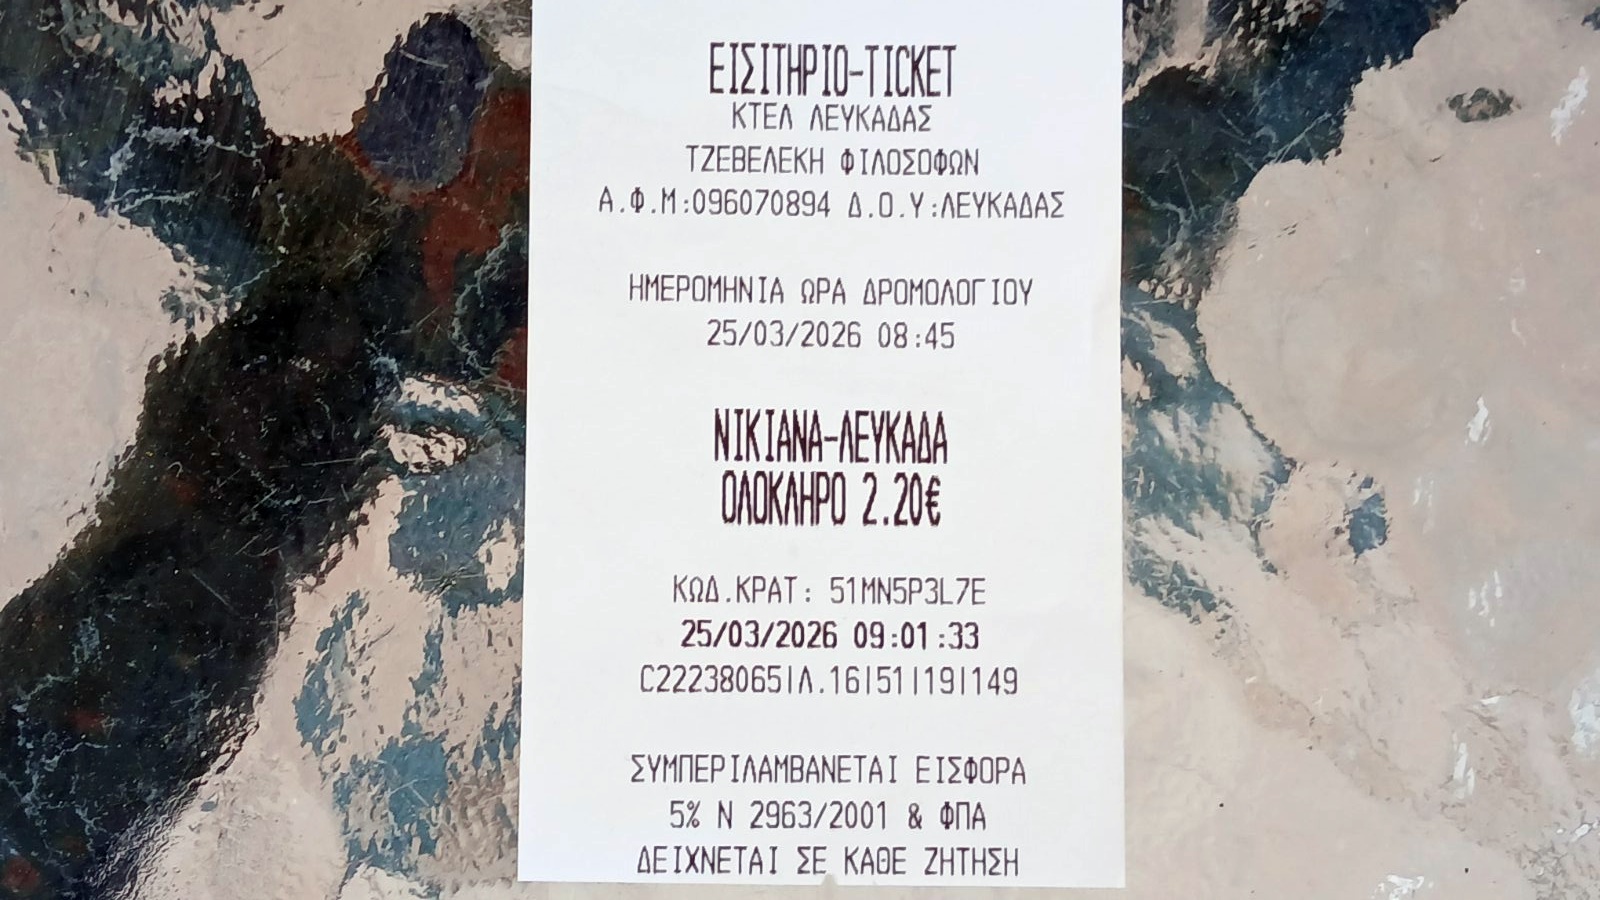 ΕΙΣΙΤΗΡΙΟ-TICKET
ΚΤΕΛ ΛΕΥΚΑΔΑΣ
ΤΖΕΒΕΛΕΚΗ ΦΙΛΟΣΟΦΩΝ
Α.Φ.Μ:096070894 Δ.Ο.Υ:ΛΕΥΚΑΔΑΣ
ΗΜΕΡΟΜΗΝΙΑ ΩΡΑ ΔΡΟΜΟΛΟΓΙΟΥ
25/03/2026 08:45
ΝΙΚΙΑΝΑ-ΛΕΥΚΑΔΑ
ΟΛΟΚΛΗΡΟ 2.20€
ΚΩΔ.ΚΡΑΤ: 51MN5P3L7E
25/03/2026 09:01:33
C22238065|Λ.16|51|19|149
ΣΥΜΠΕΡΙΛΑΜΒΑΝΕΤΑΙ ΕΙΣΦΟΡΑ
5% Ν 2963/2001 & ΦΠΑ
ΔΕΙΧΝΕΤΑΙ ΣΕ ΚΑΘΕ ΖΗΤΗΣΗ